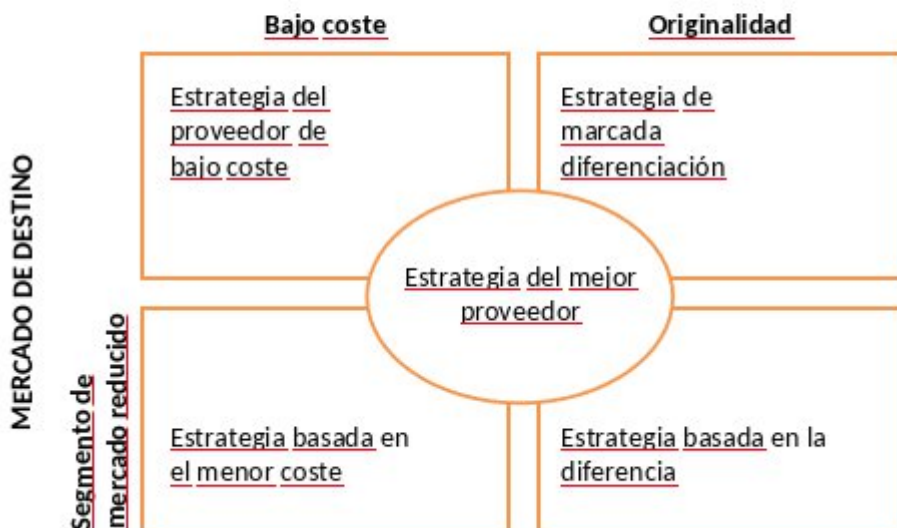 Bajo coste
Originalidad
Estrategia del
proveedor de
bajo coste
Estrategia de
marcada
diferenciación
MERCADO DE DESTINO
Estrategia del mejor
proveedor
Segmento de
mercado reducido
Estrategia basada en
el menor coste
Estrategia basada en la
diferencia